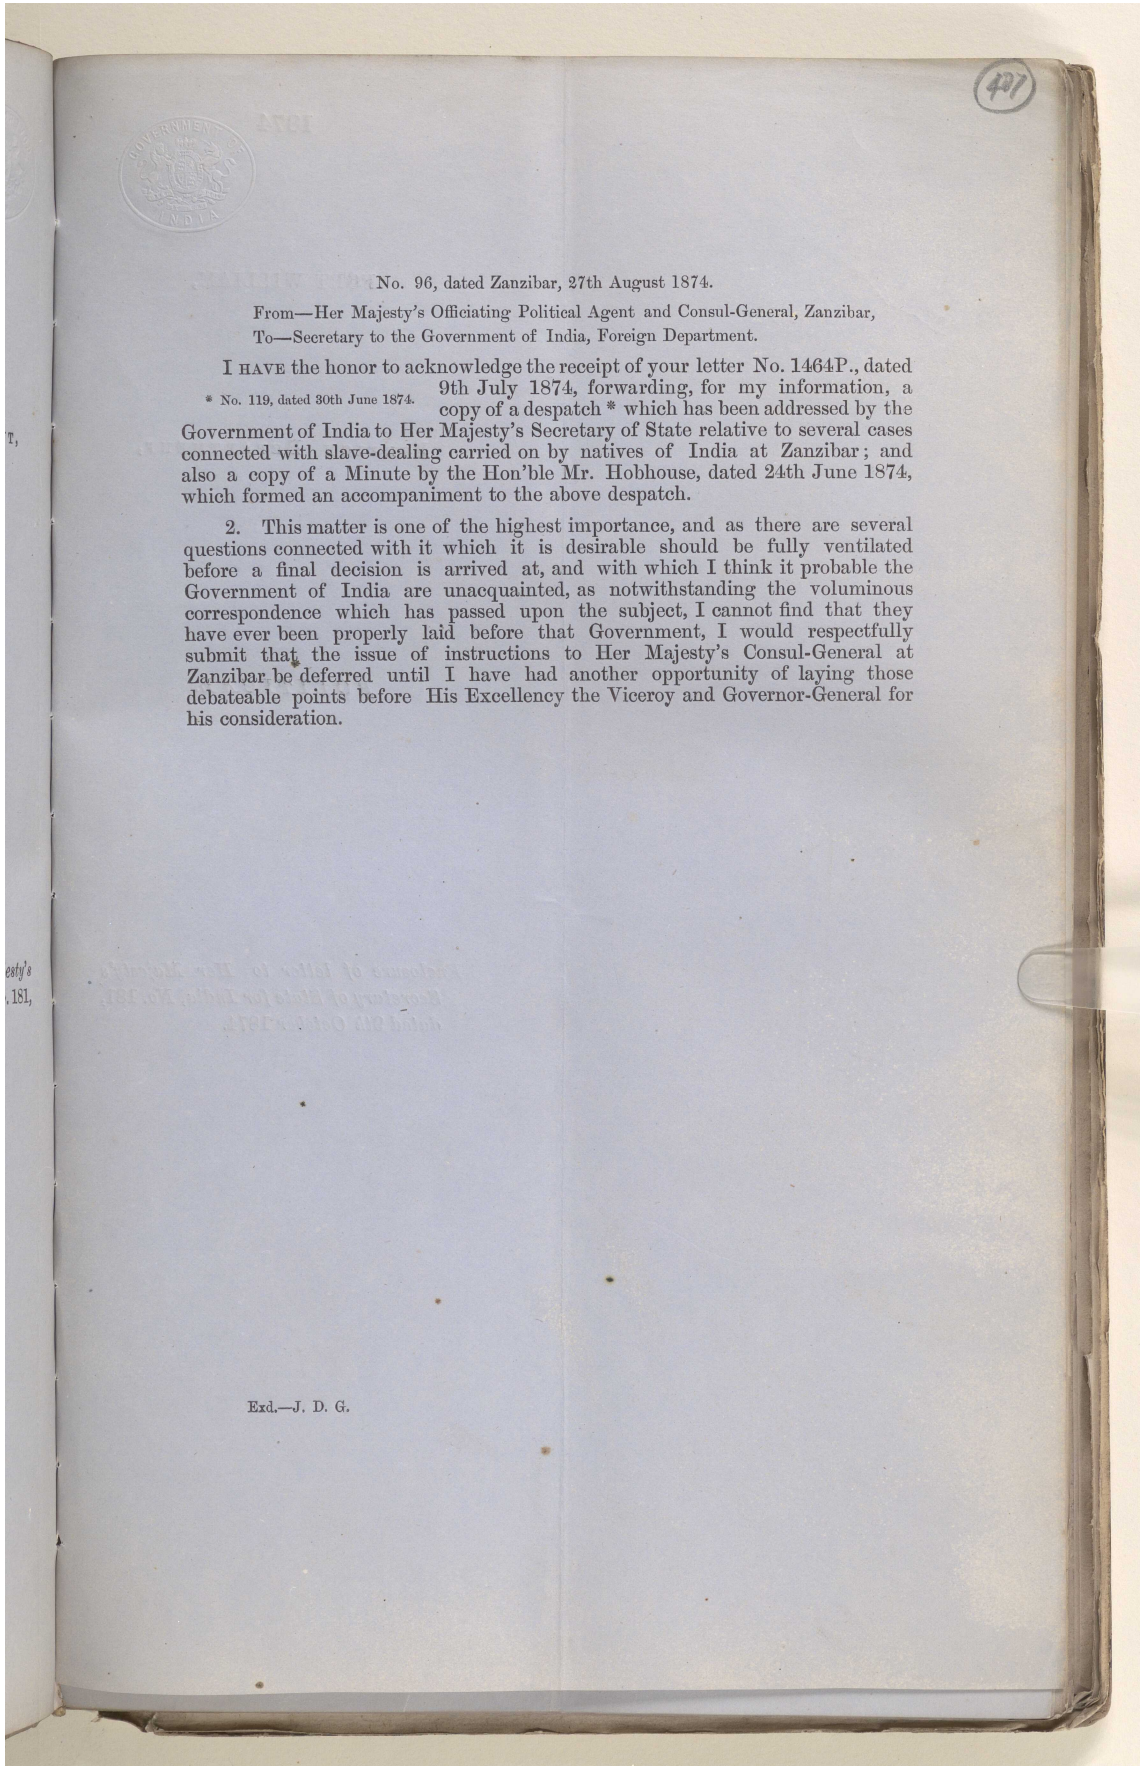 487
GOVERNMENT OF
INDIA
No. 96, dated Zanzibar, 27th August 1874.
From—Her Majesty's Officiating Political Agent and Consul-General, Zanzibar,
To—Secretary to the Government of India, Foreign Department.
I HAVE the honor to acknowledge the receipt of your letter No. 1464P., dated
9th July 1874, forwarding, for my information, a
* No. 119, dated 30th June 1874.
copy of a despatch * which has been addressed by the
Government of India to Her Majesty's Secretary of State relative to several cases
connected with slave-dealing carried on by natives of India at Zanzibar; and
also a copy of a Minute by the Hon'ble Mr. Hobhouse, dated 24th June 1874,
which formed an accompaniment to the above despatch.
2. This matter is one of the highest importance, and as there are several
questions connected with it which it is desirable should be fully ventilated
before a final decision is arrived at, and with which I think it probable the
Government of India are unacquainted, as notwithstanding the voluminous
correspondence which has passed upon the subject, I cannot find that they
have ever been properly laid before that Government, I would respectfully
submit that the issue of instructions to Her Majesty's Consul-General at
Zanzibar be deferred until I have had another opportunity of laying those
debateable points before His Excellency the Viceroy and Governor-General for
his consideration.
T,
esty's
. 181,
Exd.—J. D. G.